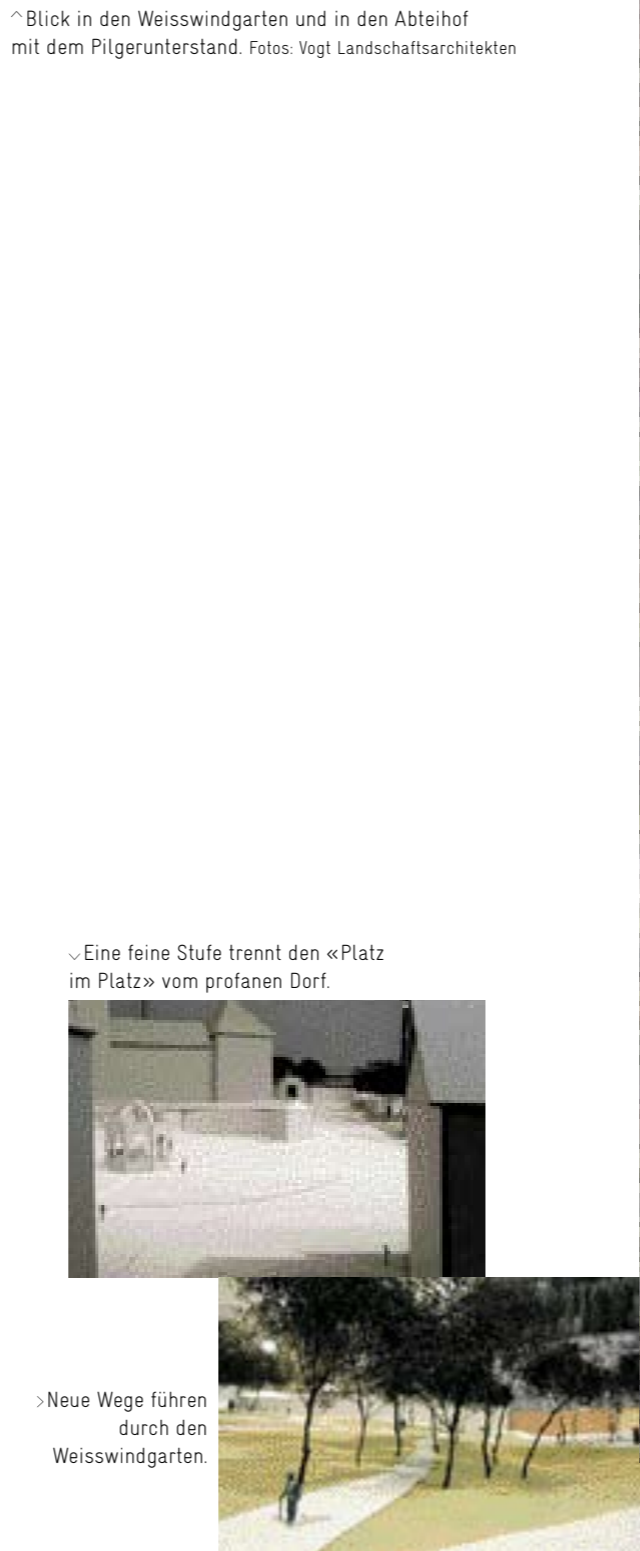 ^Blick in den Weisswindgarten und in den Abteihof
mit dem Pilgerunterstand. Fotos: Vogt Landschaftsarchitekten
⌵Eine feine Stufe trennt den «Platz
im Platz» vom profanen Dorf.
>Neue Wege führen
durch den
Weisswindgarten.